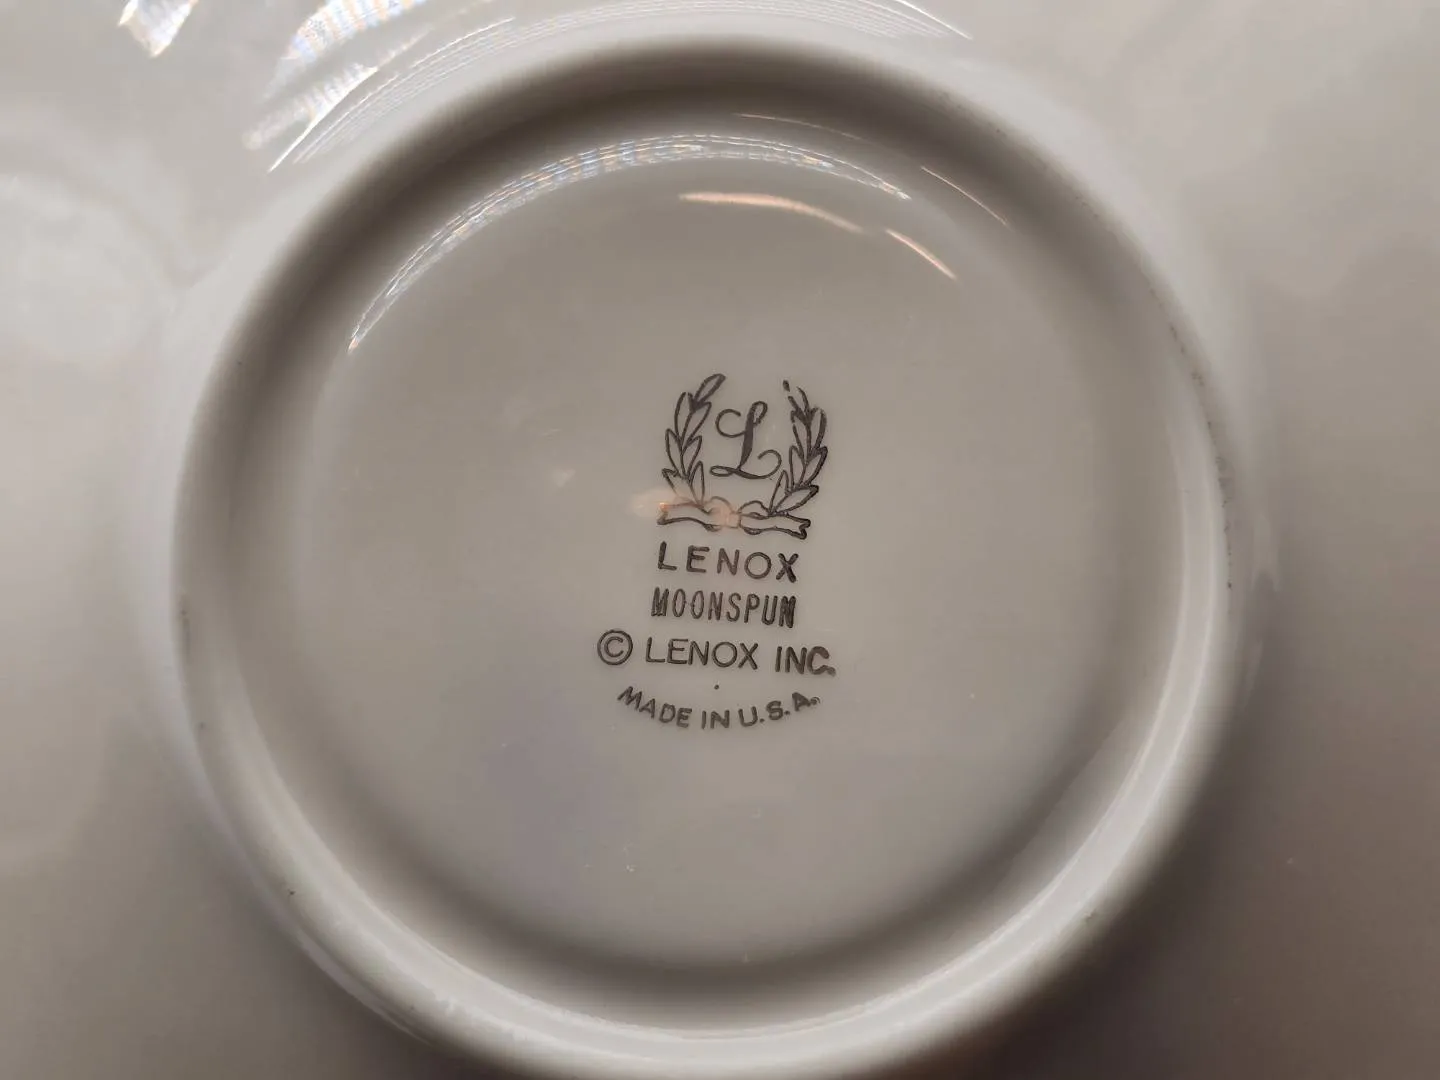 L
LENOX
MOONSPUN
© LENOX INC.
MADE IN U.S.A.